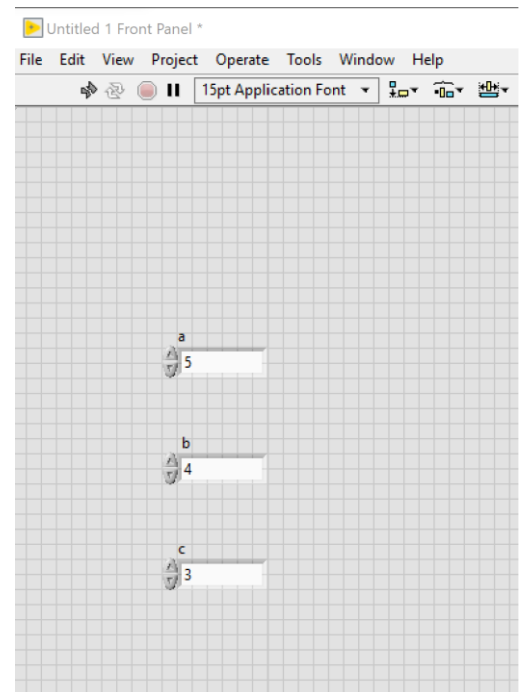 Untitled 1 Front Panel *
File Edit View Project Operate Tools Window Help
15pt Application Font
a
5
b
4
c
3